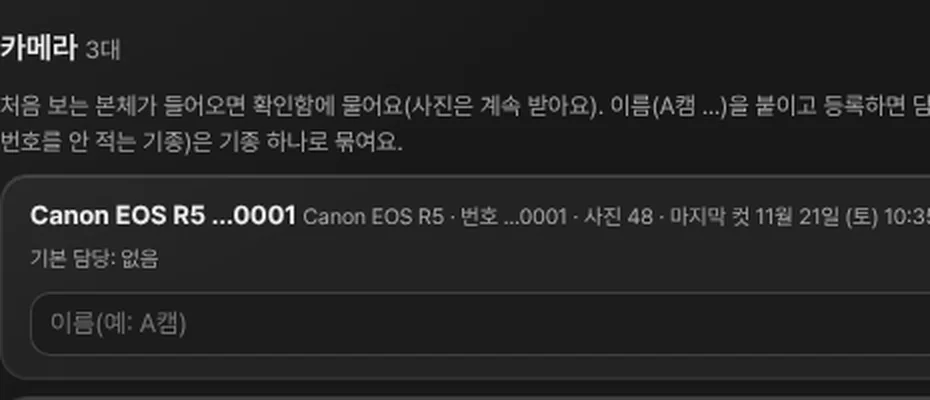 카메라 3대
처음 보는 본체가 들어오면 확인함에 물어요(사진은 계속 받아요). 이름(A캠 ...)을 붙이고 등록하면 담
번호를 안 적는 기종)은 기종 하나로 묶여요.
Canon EOS R5 ...0001 Canon EOS R5 · 번호 ...0001 · 사진 48 · 마지막 컷 11월 21일 (토) 10:35
기본 담당: 없음
이름(예: A캠)